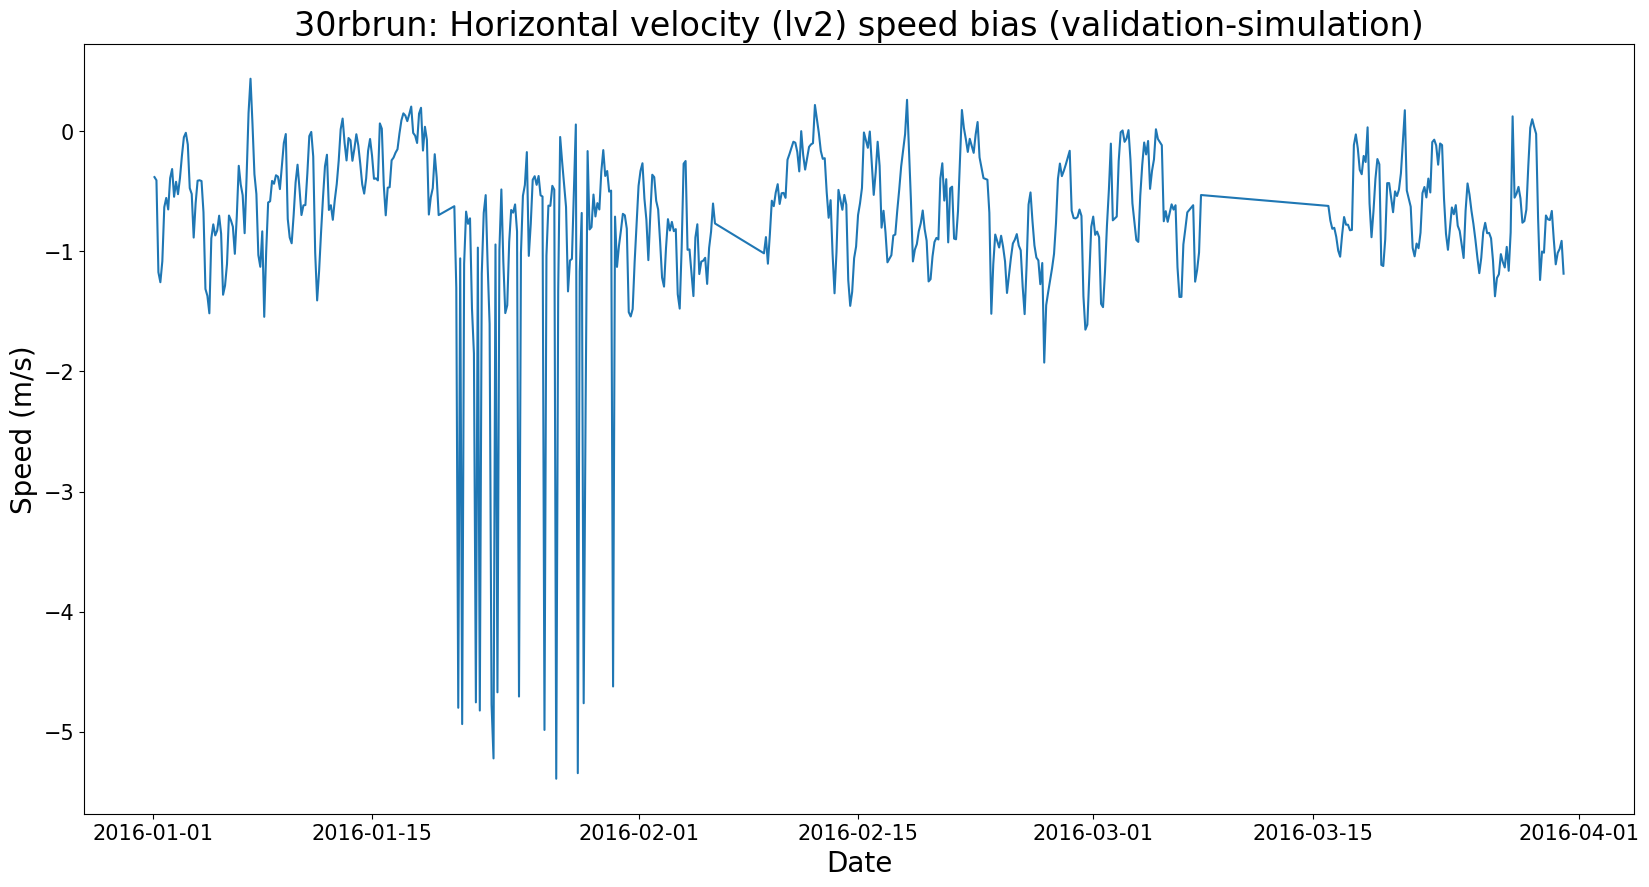 30rbrun: Horizontal velocity (lv2) speed bias (validation-simulation)
0
−1
−2
−3
−4
−5
Speed (m/s)
2016-01-01 2016-01-15 2016-02-01 2016-02-15 2016-03-01 2016-03-15 2016-04-01
Date